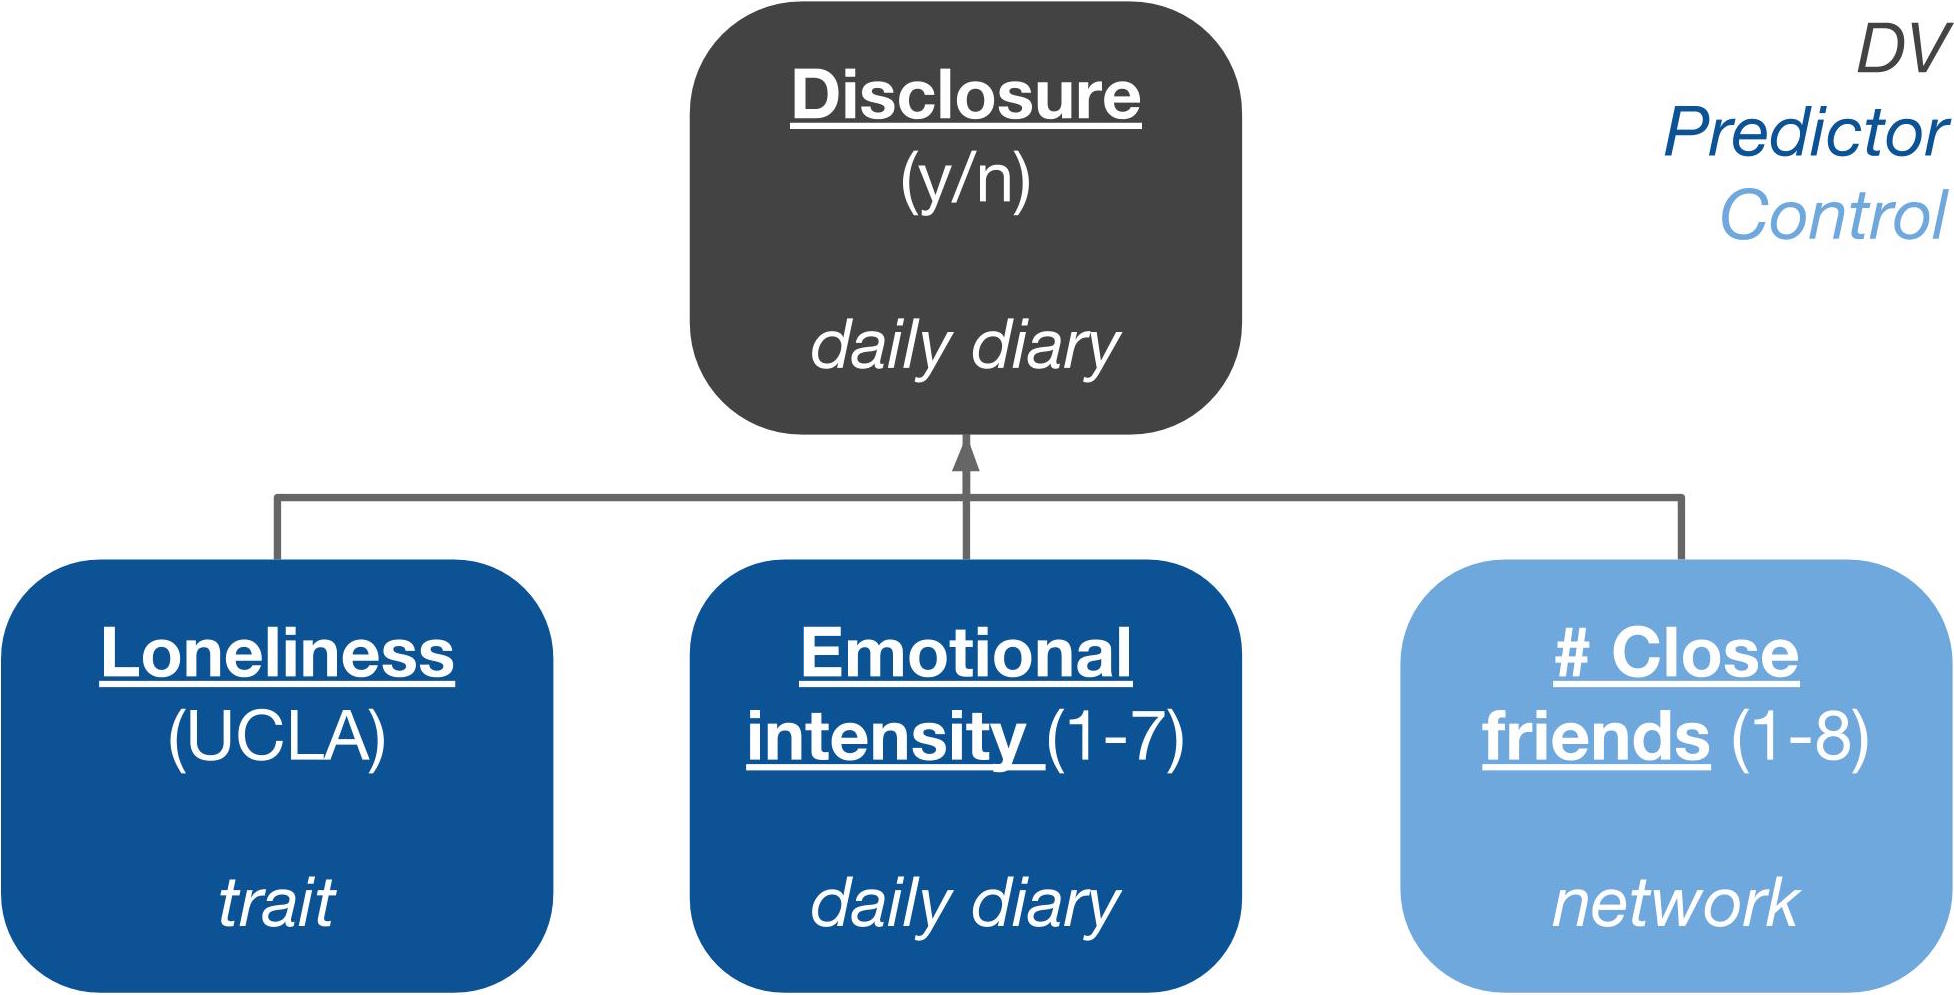 DV
Predictor
Control
Disclosure
(y/n)
daily diary
Loneliness
(UCLA)
trait
Emotional
intensity (1-7)
daily diary
# Close
friends (1-8)
network